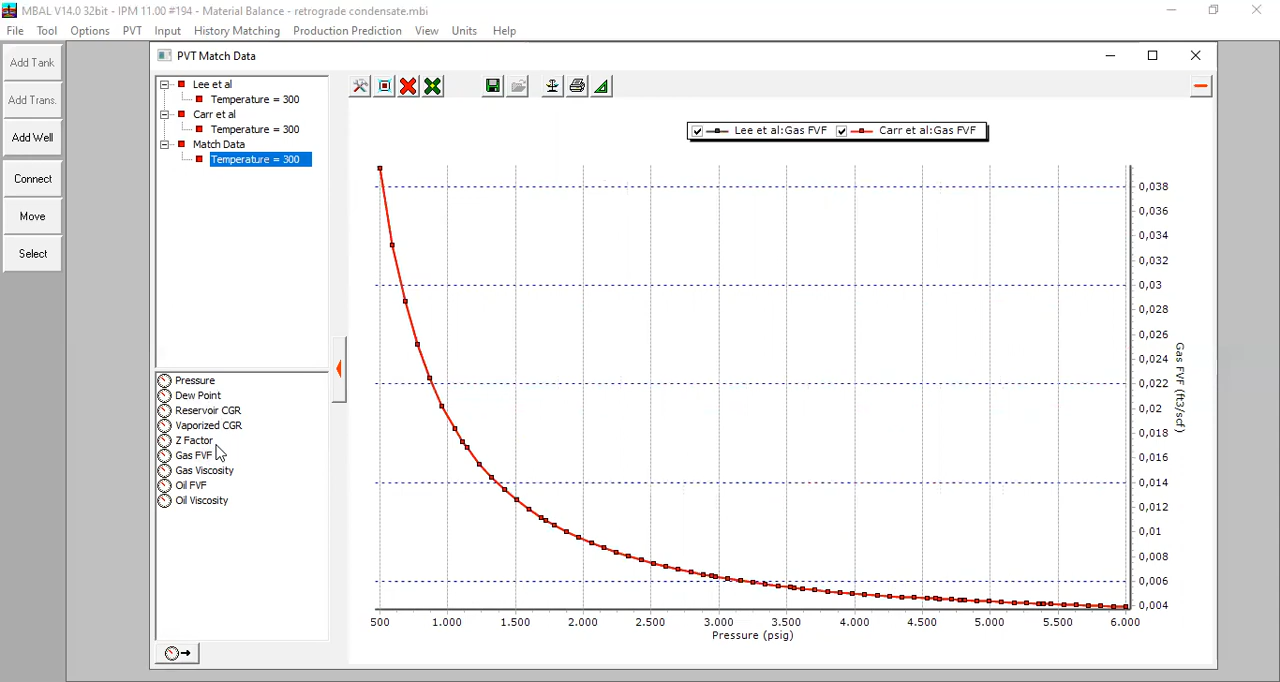 MBAL V14.0 32bit - IPM 11.00 #194 - Material Balance - retrograde condensate.mbi
File Tool Options PVT Input History Matching Production Prediction View Units Help
Add Tank
Add Trans.
Add Well
Connect
Move
Select
PVT Match Data
Lee et al
Temperature = 300
Carr et al
Temperature = 300
Match Data
Temperature = 300
Pressure
Dew Point
Reservoir CGR
Vaporized CGR
Z Factor
Gas FVF
Gas Viscosity
Oil FVF
Oil Viscosity
Lee et al:Gas FVF Carr et al:Gas FVF
0,038
0,036
0,034
0,032
0,03
0,028
0,026
0,024
0,022
0,02
0,018
0,016
0,014
0,012
0,01
0,008
0,006
0,004
Gas FVF (ft3/scf)
500 1.000 1.500 2.000 2.500 3.000 3.500 4.000 4.500 5.000 5.500 6.000
Pressure (psig)